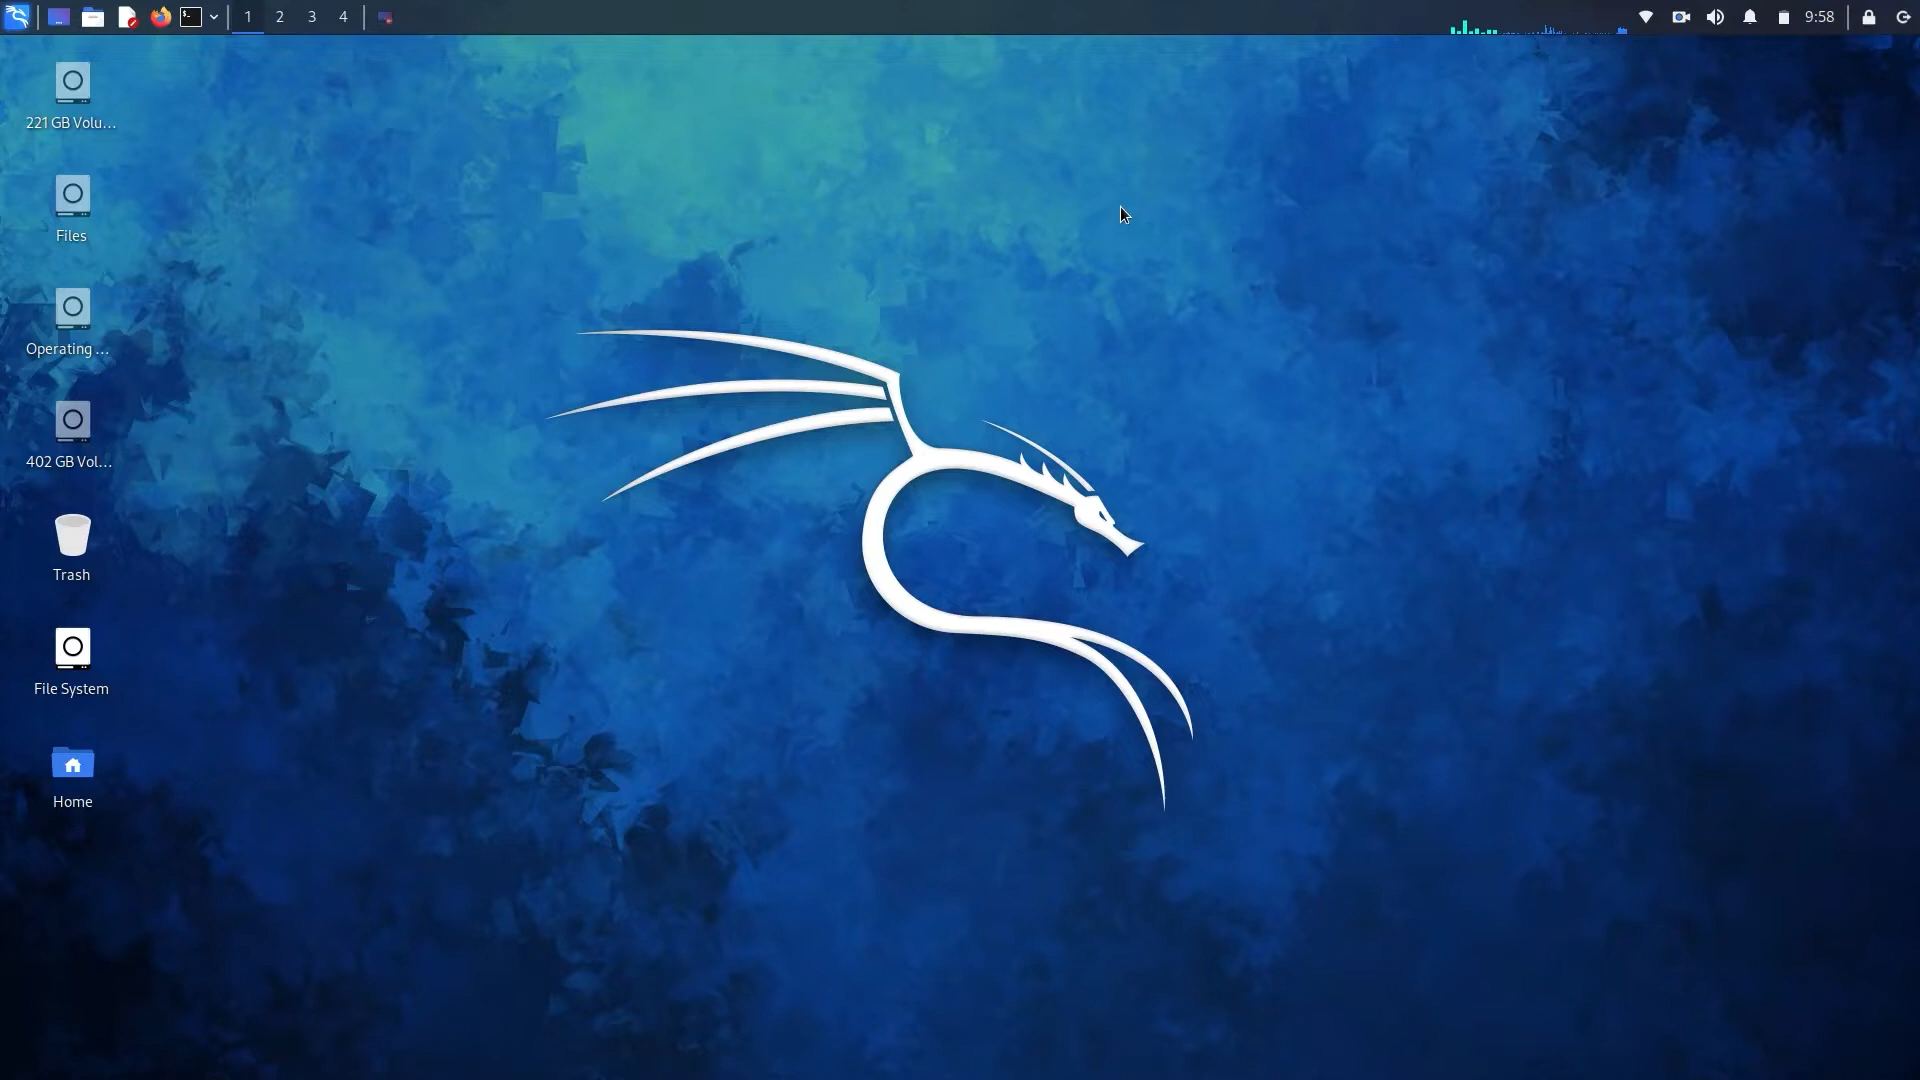 1 2 3 4
9:58
221 GB Volu...
Files
Operating ...
402 GB Vol...
Trash
File System
Home